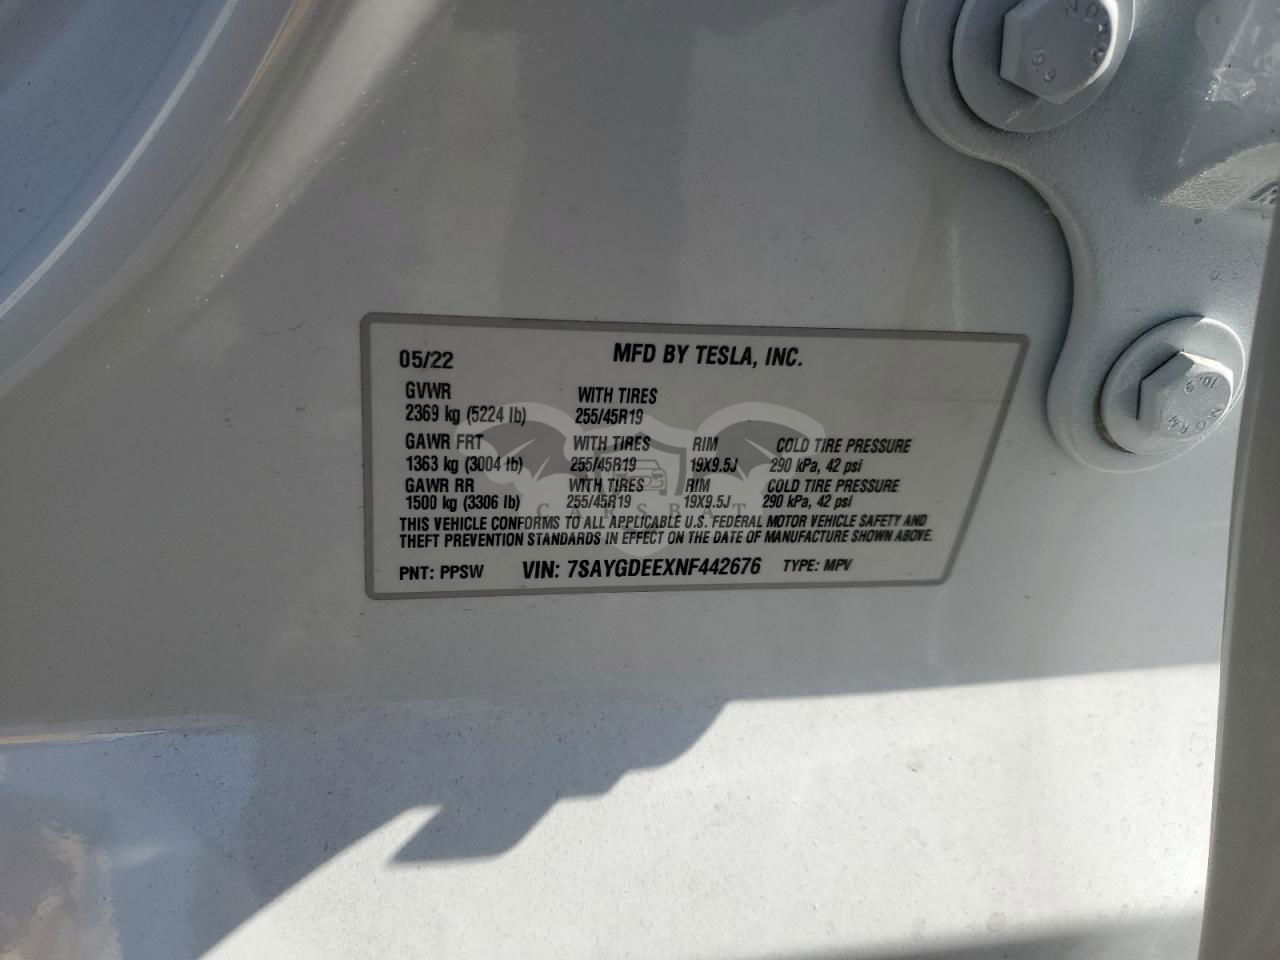 05/22 MFD BY TESLA, INC.
GVWR WITH TIRES
2369 kg (5224 lb) 255/45R19
GAWR FRT WITH TIRES RIM COLD TIRE PRESSURE
1363 kg (3004 lb) 255/45R19 19X9.5J 290 kPa, 42 psi
GAWR RR WITH TIRES RIM COLD TIRE PRESSURE
1500 kg (3306 lb) 255/45R19 19X9.5J 290 kPa, 42 psi
CARSBAT
THIS VEHICLE CONFORMS TO ALL APPLICABLE U.S. FEDERAL MOTOR VEHICLE SAFETY AND
THEFT PREVENTION STANDARDS IN EFFECT ON THE DATE OF MANUFACTURE SHOWN ABOVE.
PNT: PPSW VIN: 7SAYGDEEXNF442676 TYPE: MPV
10.9